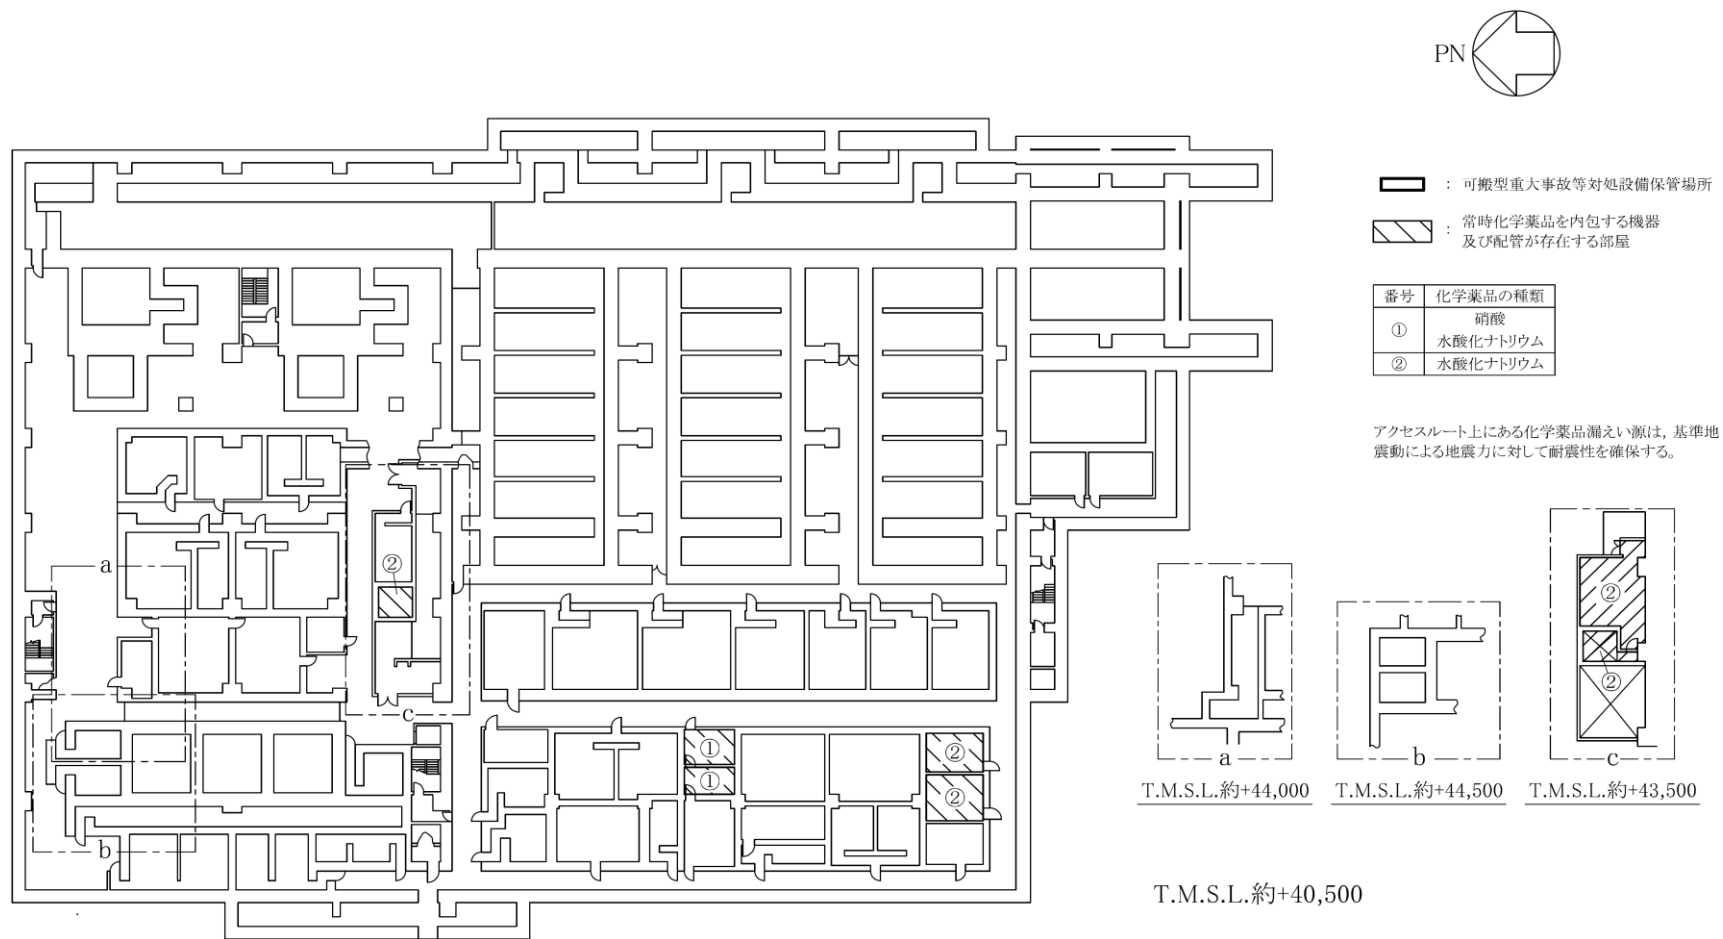 PN
： 可搬型重大事故等対処設備保管場所
： 常時化学薬品を内包する機器
及び配管が存在する部屋
番号 化学薬品の種類
① 硝酸
水酸化ナトリウム
② 水酸化ナトリウム
アクセスルート上にある化学薬品漏えい源は，基準地
震動による地震力に対して耐震性を確保する。
a
②
c
b
①
①
②
②
②
②
a
b
c
T.M.S.L.約+44,000
T.M.S.L.約+44,500
T.M.S.L.約+43,500
T.M.S.L.約+40,500